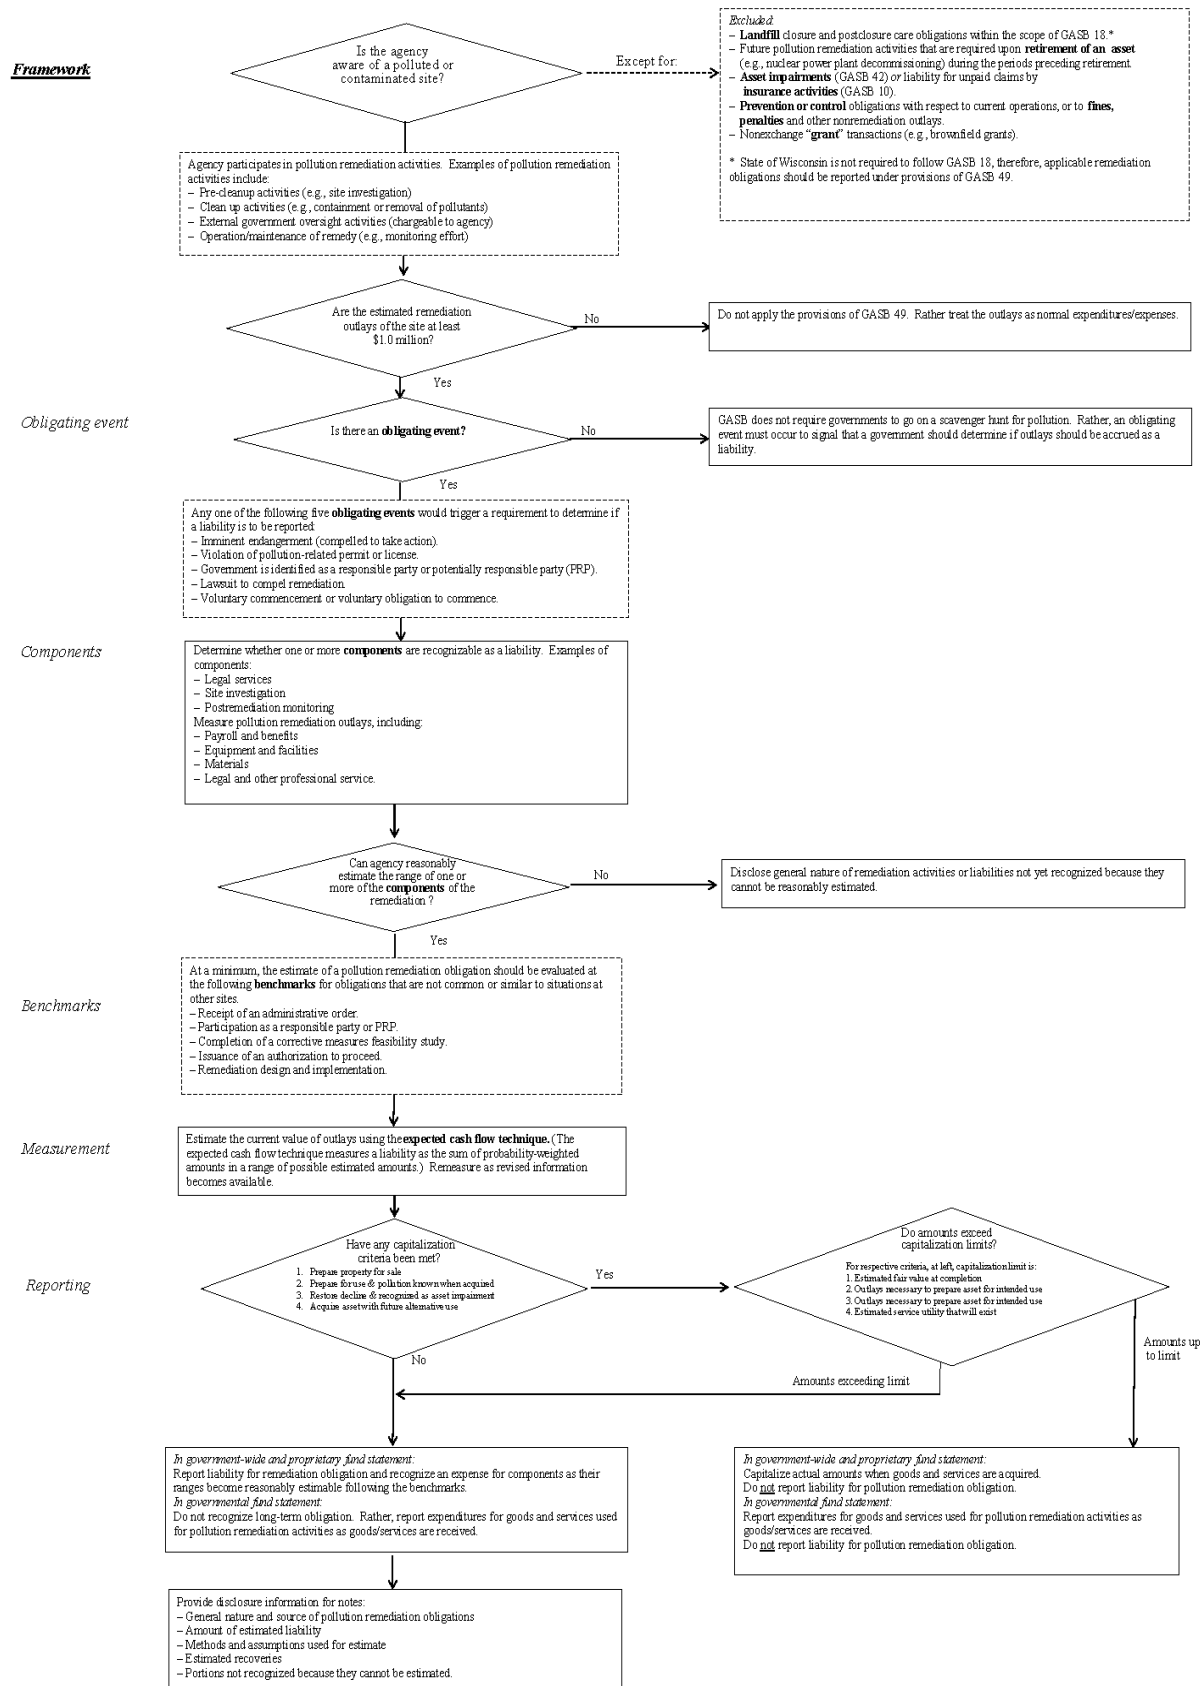 Framework
Is the agency
aware of a polluted or
contaminated site?
Except for:
Excluded:
– Landfill closure and postclosure care obligations within the scope of GASB 18.*
– Future pollution remediation activities that are required upon retirement of an asset
(e.g., nuclear power plant decommissioning) during the periods preceding retirement.
– Asset impairments (GASB 42) or liability for unpaid claims by
insurance activities (GASB 10).
– Prevention or control obligations with respect to current operations, or to fines,
penalties and other nonremediation outlays.
– Nonexchange “grant” transactions (e.g., brownfield grants).
* State of Wisconsin is not required to follow GASB 18, therefore, applicable remediation
obligations should be reported under provisions of GASB 49.
Agency participates in pollution remediation activities. Examples of pollution remediation
activities include:
– Pre-cleanup activities (e.g., site investigation)
– Clean up activities (e.g., containment or removal of pollutants)
– External government oversight activities (chargeable to agency)
– Operation/maintenance of remedy (e.g., monitoring effort)
Are the estimated remediation
outlays of the site at least
$1.0 million?
No
Do not apply the provisions of GASB 49. Rather treat the outlays as normal expenditures/expenses.
Yes
Obligating event
Is there an obligating event?
No
GASB does not require governments to go on a scavenger hunt for pollution. Rather, an obligating
event must occur to signal that a government should determine if outlays should be accrued as a
liability.
Yes
Any one of the following five obligating events would trigger a requirement to determine if
a liability is to be reported:
– Imminent endangerment (compelled to take action).
– Violation of pollution-related permit or license.
– Government is identified as a responsible party or potentially responsible party (PRP).
– Lawsuit to compel remediation.
– Voluntary commencement or voluntary obligation to commence.
Components
Determine whether one or more components are recognizable as a liability. Examples of
components:
– Legal services
– Site investigation
– Postremediation monitoring
Measure pollution remediation outlays, including:
– Payroll and benefits
– Equipment and facilities
– Materials
– Legal and other professional service.
Can agency reasonably
estimate the range of one or
more of the components of the
remediation ?
No
Disclose general nature of remediation activities or liabilities not yet recognized because they
cannot be reasonably estimated.
Yes
Benchmarks
At a minimum, the estimate of a pollution remediation obligation should be evaluated at
the following benchmarks for obligations that are not common or similar to situations at
other sites.
– Receipt of an administrative order.
– Participation as a responsible party or PRP.
– Completion of a corrective measures feasibility study.
– Issuance of an authorization to proceed.
– Remediation design and implementation.
Measurement
Estimate the current value of outlays using the expected cash flow technique. (The
expected cash flow technique measures a liability as the sum of probability-weighted
amounts in a range of possible estimated amounts.) Remeasure as revised information
becomes available.
Reporting
Have any capitalization
criteria been met?
1. Prepare property for sale
2. Prepare for use & pollution known when acquired
3. Restore decline & recognized as asset impairment
4. Acquire asset with future alternative use
Yes
Do amounts exceed
capitalization limits?
For respective criteria, at left, capitalization limit is:
1. Estimated fair value at completion
2. Outlays necessary to prepare asset for intended use
3. Outlays necessary to prepare asset for intended use
4. Estimated service utility that will exist
No
Amounts exceeding limit
Amounts up
to limit
In government-wide and proprietary fund statement:
Report liability for remediation obligation and recognize an expense for components as their
ranges become reasonably estimable following the benchmarks.
In governmental fund statement:
Do not recognize long-term obligation. Rather, report expenditures for goods and services used
for pollution remediation activities as goods/services are received.
In government-wide and proprietary fund statement:
Capitalize actual amounts when goods and services are acquired.
Do not report liability for pollution remediation obligation.
In governmental fund statement:
Report expenditures for goods and services used for pollution remediation activities as
goods/services are received.
Do not report liability for pollution remediation obligation.
Provide disclosure information for notes:
– General nature and source of pollution remediation obligations
– Amount of estimated liability
– Methods and assumptions used for estimate
– Estimated recoveries
– Portions not recognized because they cannot be estimated.